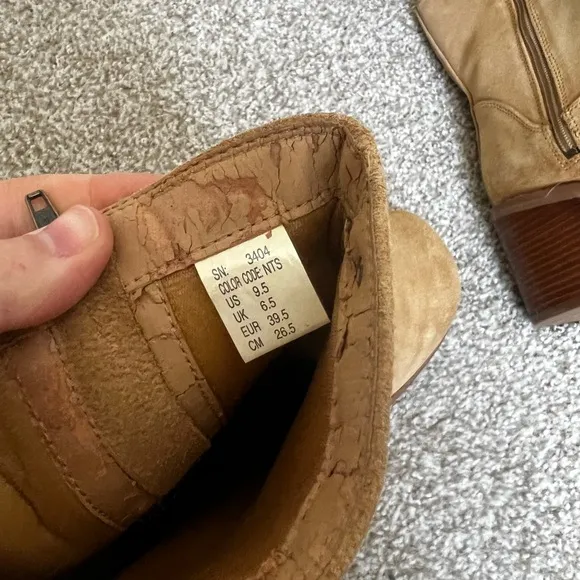 SN: 3404
COLOR CODE: NTS
US 9.5
UK 6.5
EUR 39.5
CM 26.5